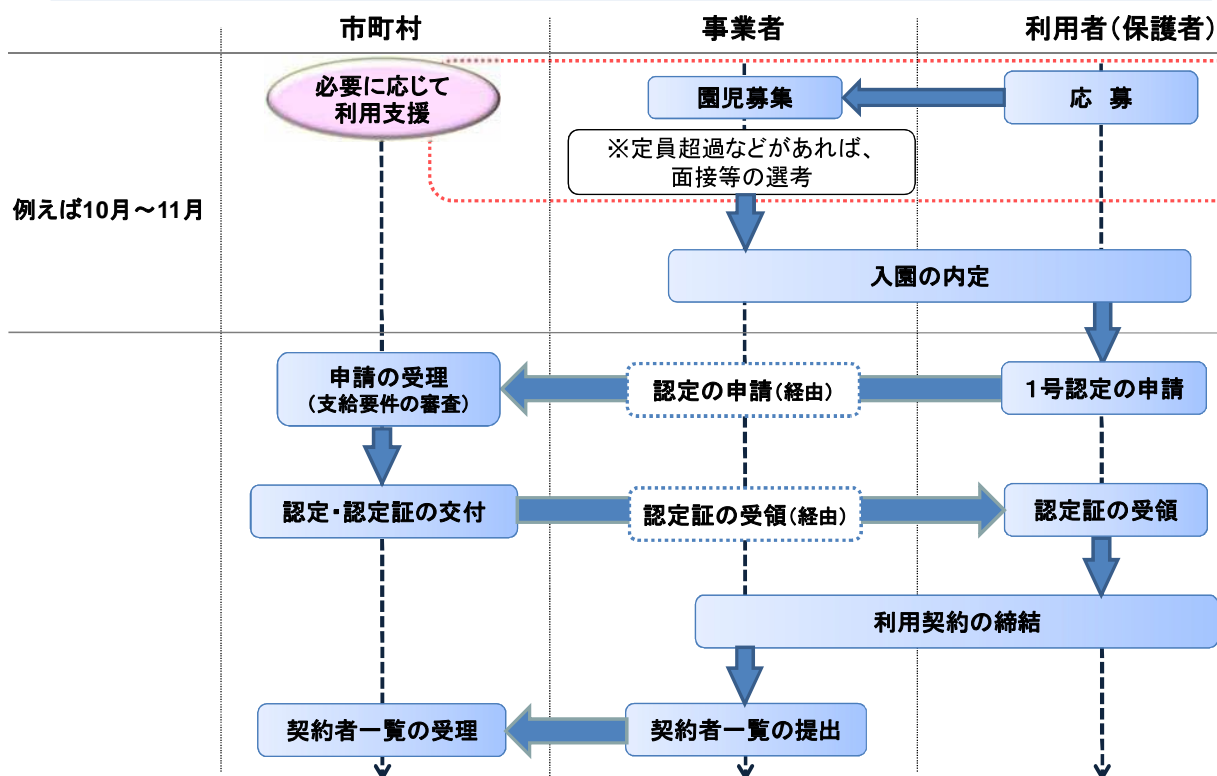 市町村
事業者
利用者(保護者)
必要に応じて
利用支援
園児募集
応 募
※定員超過などがあれば、
面接等の選考
例えば10月~11月
入園の内定
申請の受理
(支給要件の審査)
認定の申請(経由)
1号認定の申請
認定・認定証の交付
認定証の受領(経由)
認定証の受領
利用契約の締結
契約者一覧の受理
契約者一覧の提出